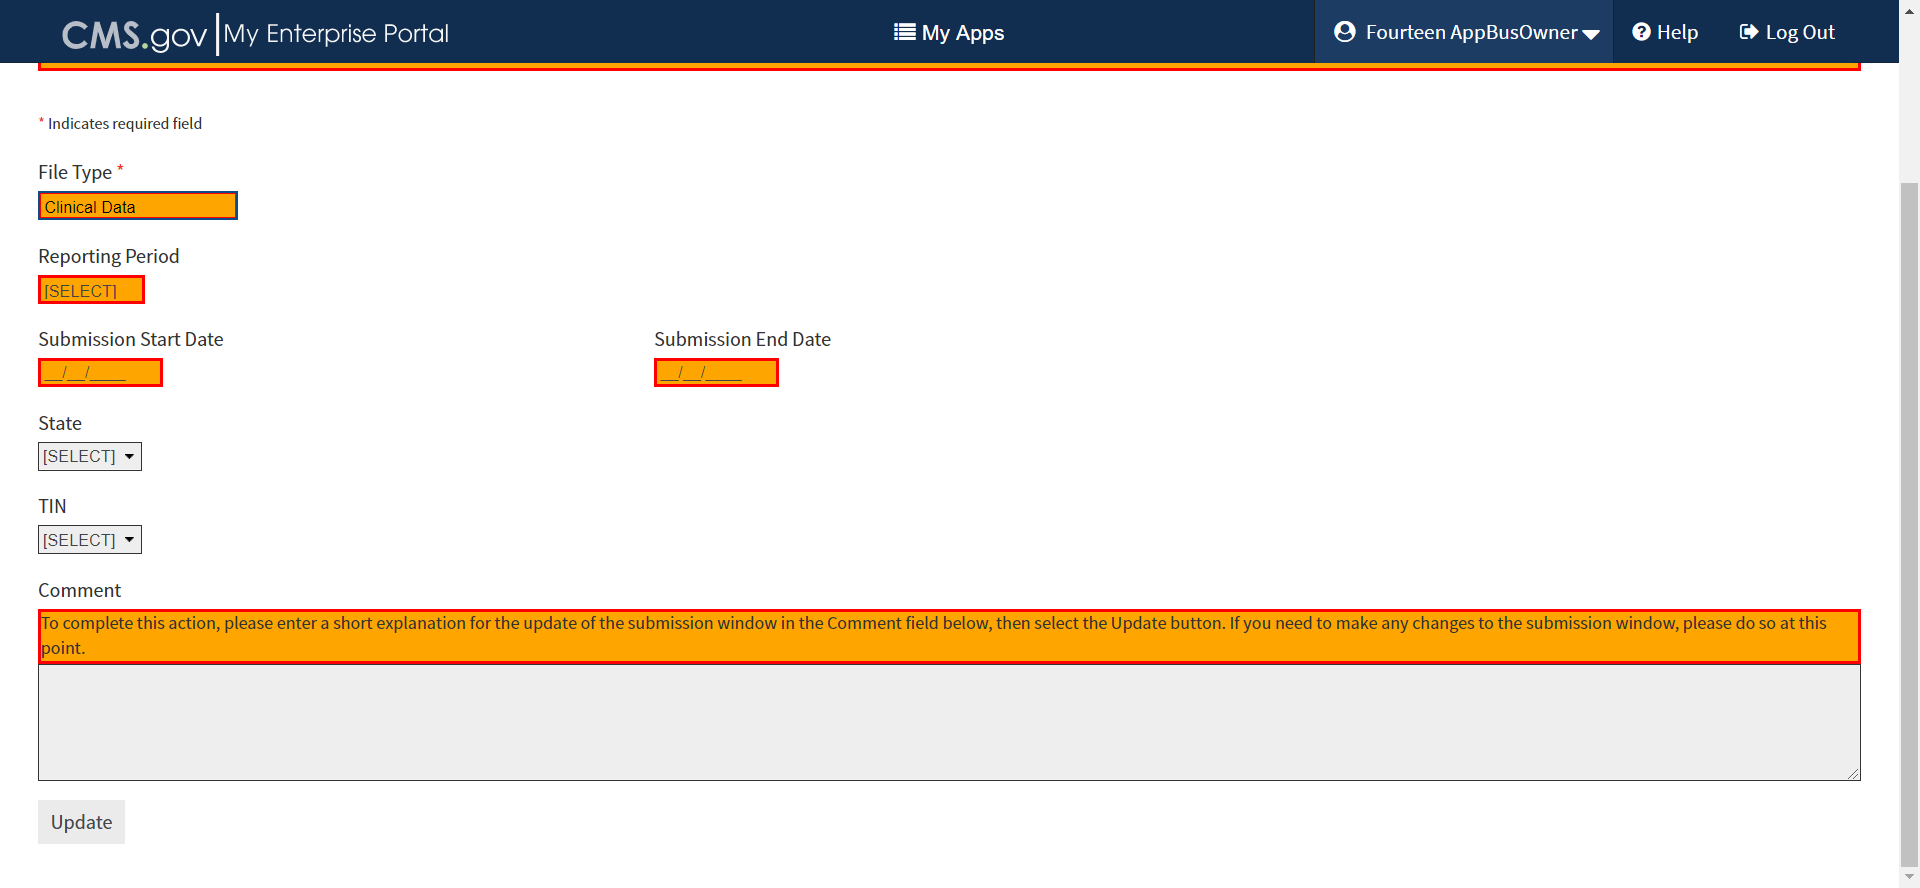 CMS.gov My Enterprise Portal My Apps Fourteen AppBusOwner Help Log Out
* Indicates required field
File Type *
Clinical Data
Reporting Period
[SELECT]
Submission Start Date Submission End Date
__/__/____ __/__/____
State
[SELECT]
TIN
[SELECT]
Comment
To complete this action, please enter a short explanation for the update of the submission window in the Comment field below, then select the Update button. If you need to make any changes to the submission window, please do so at this
point.
Update